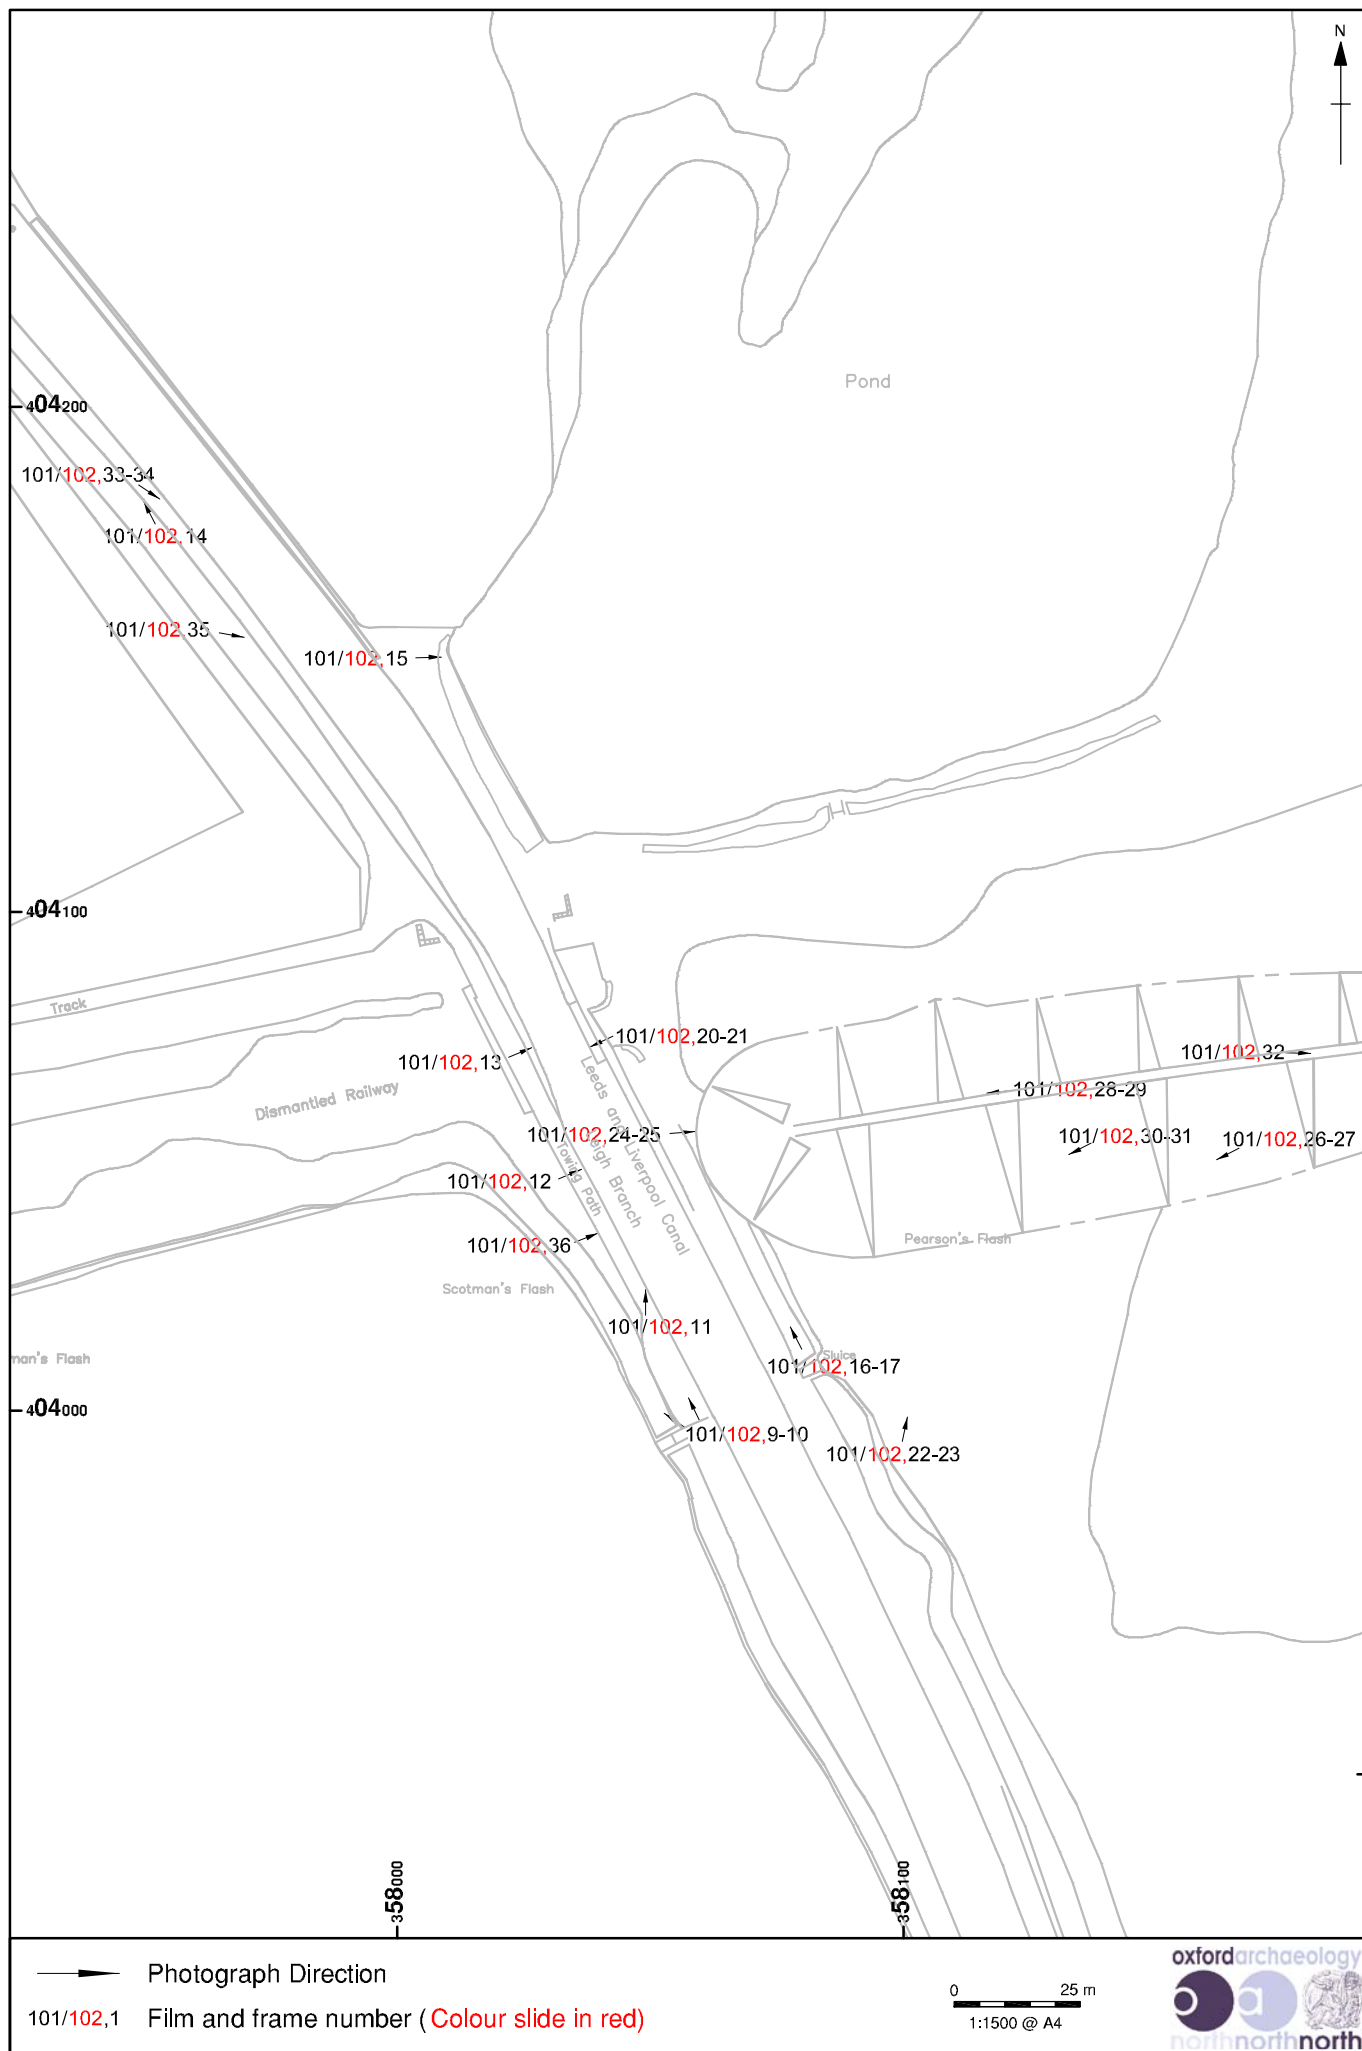 N
Pond
404200
101/102,33-34
101/102,14
101/102,35
101/102,15
404100
Track
101/102,20-21
101/102,13
101/102,32
Dismantled Railway
101/102,28-29
101/102,24-25
101/102,30-31
101/102,26-27
Leeds and Liverpool Canal
Leigh Branch
Towing Path
101/102,12
101/102,36
Pearson's Flash
Scotman's Flash
101/102,11
man's Flash
Sluice
101/102,16-17
404000
101/102,9-10
101/102,22-23
358000
358100
Photograph Direction
101/102,1 Film and frame number (Colour slide in red)
0 25 m
1:1500 @ A4
oxfordarchaeology
oa
northnorthnorth